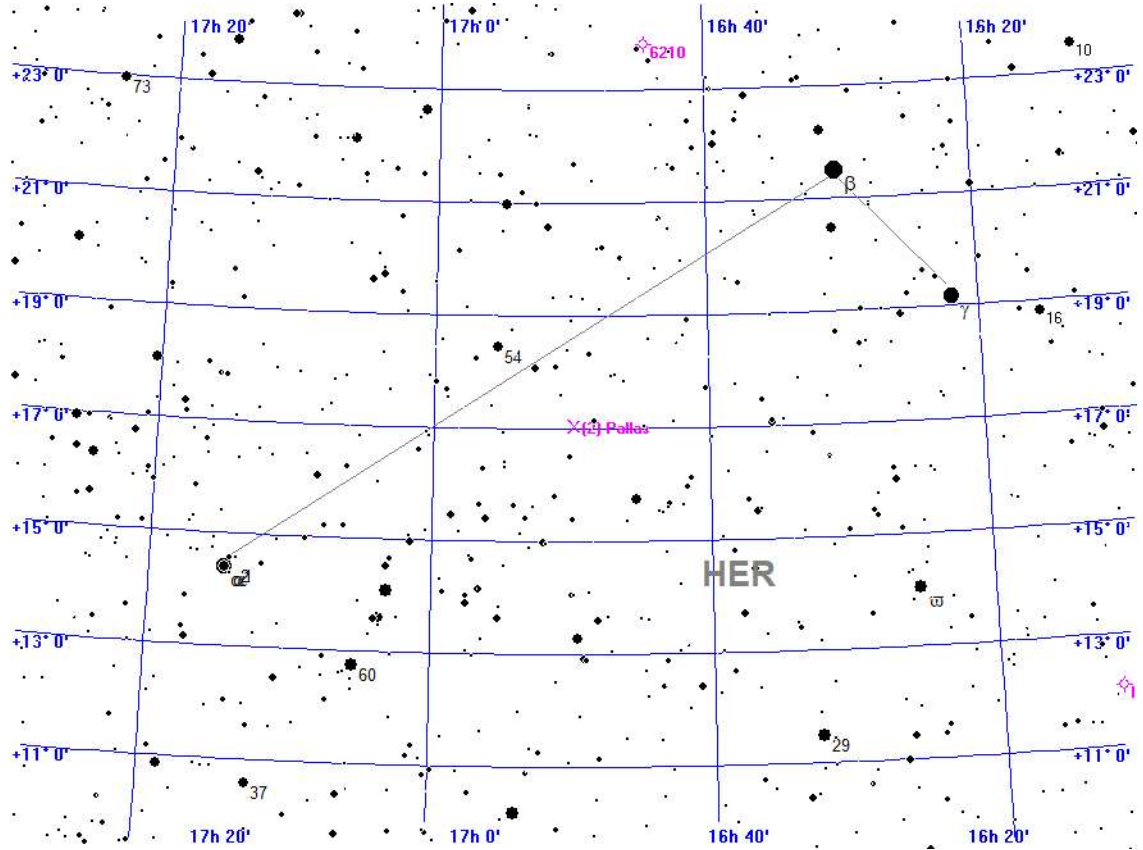 17h 20' 17h 0' 16h 40' 16h 20'
6210
10
+23° 0' 73 +23° 0'
β
+21° 0' +21° 0'
+19° 0' +19° 0'
γ 16
54
+17° 0' (2) Pallas +17° 0'
+15° 0' +15° 0'
HER
ϖ
+13° 0' +13° 0'
60
29
+11° 0' +11° 0'
37
17h 20' 17h 0' 16h 40' 16h 20'